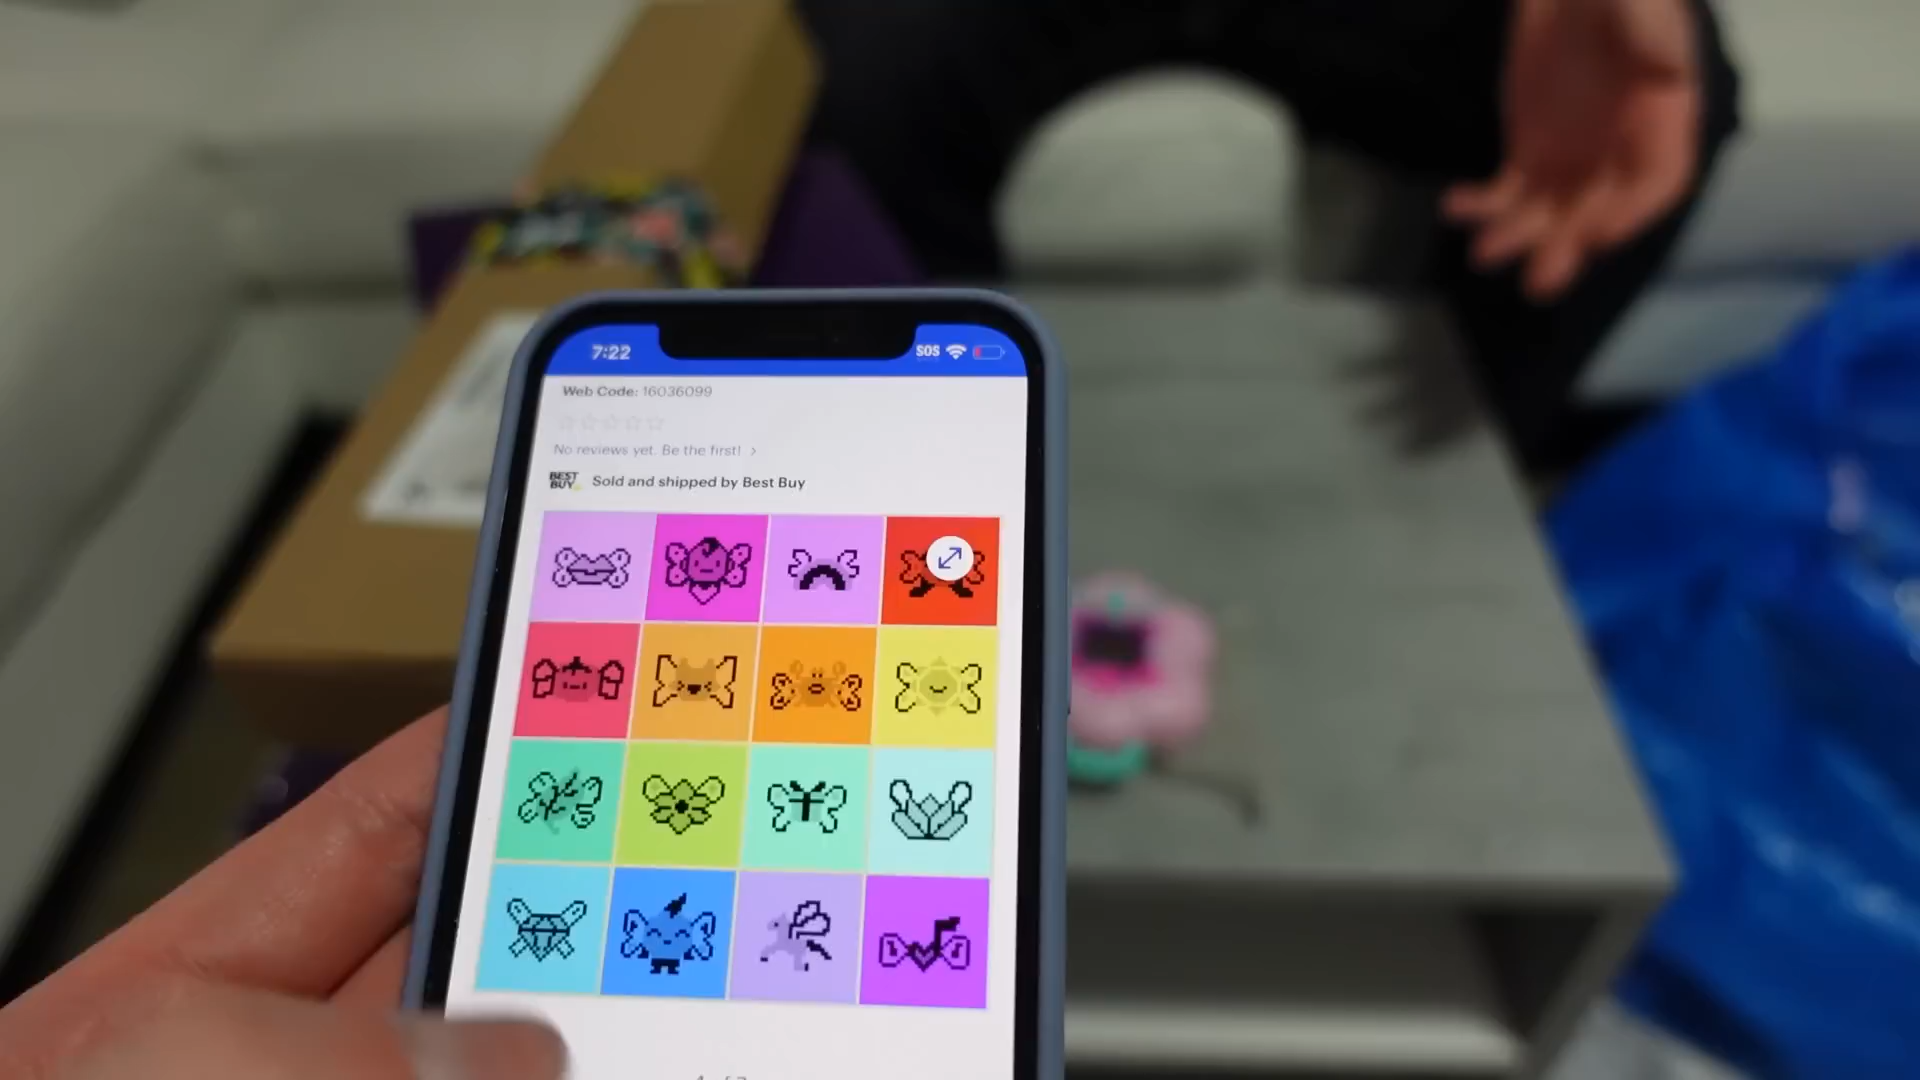 7:22 SOS
Web Code: 16036099
No reviews yet. Be the first!
BEST
BUY
Sold and shipped by Best Buy